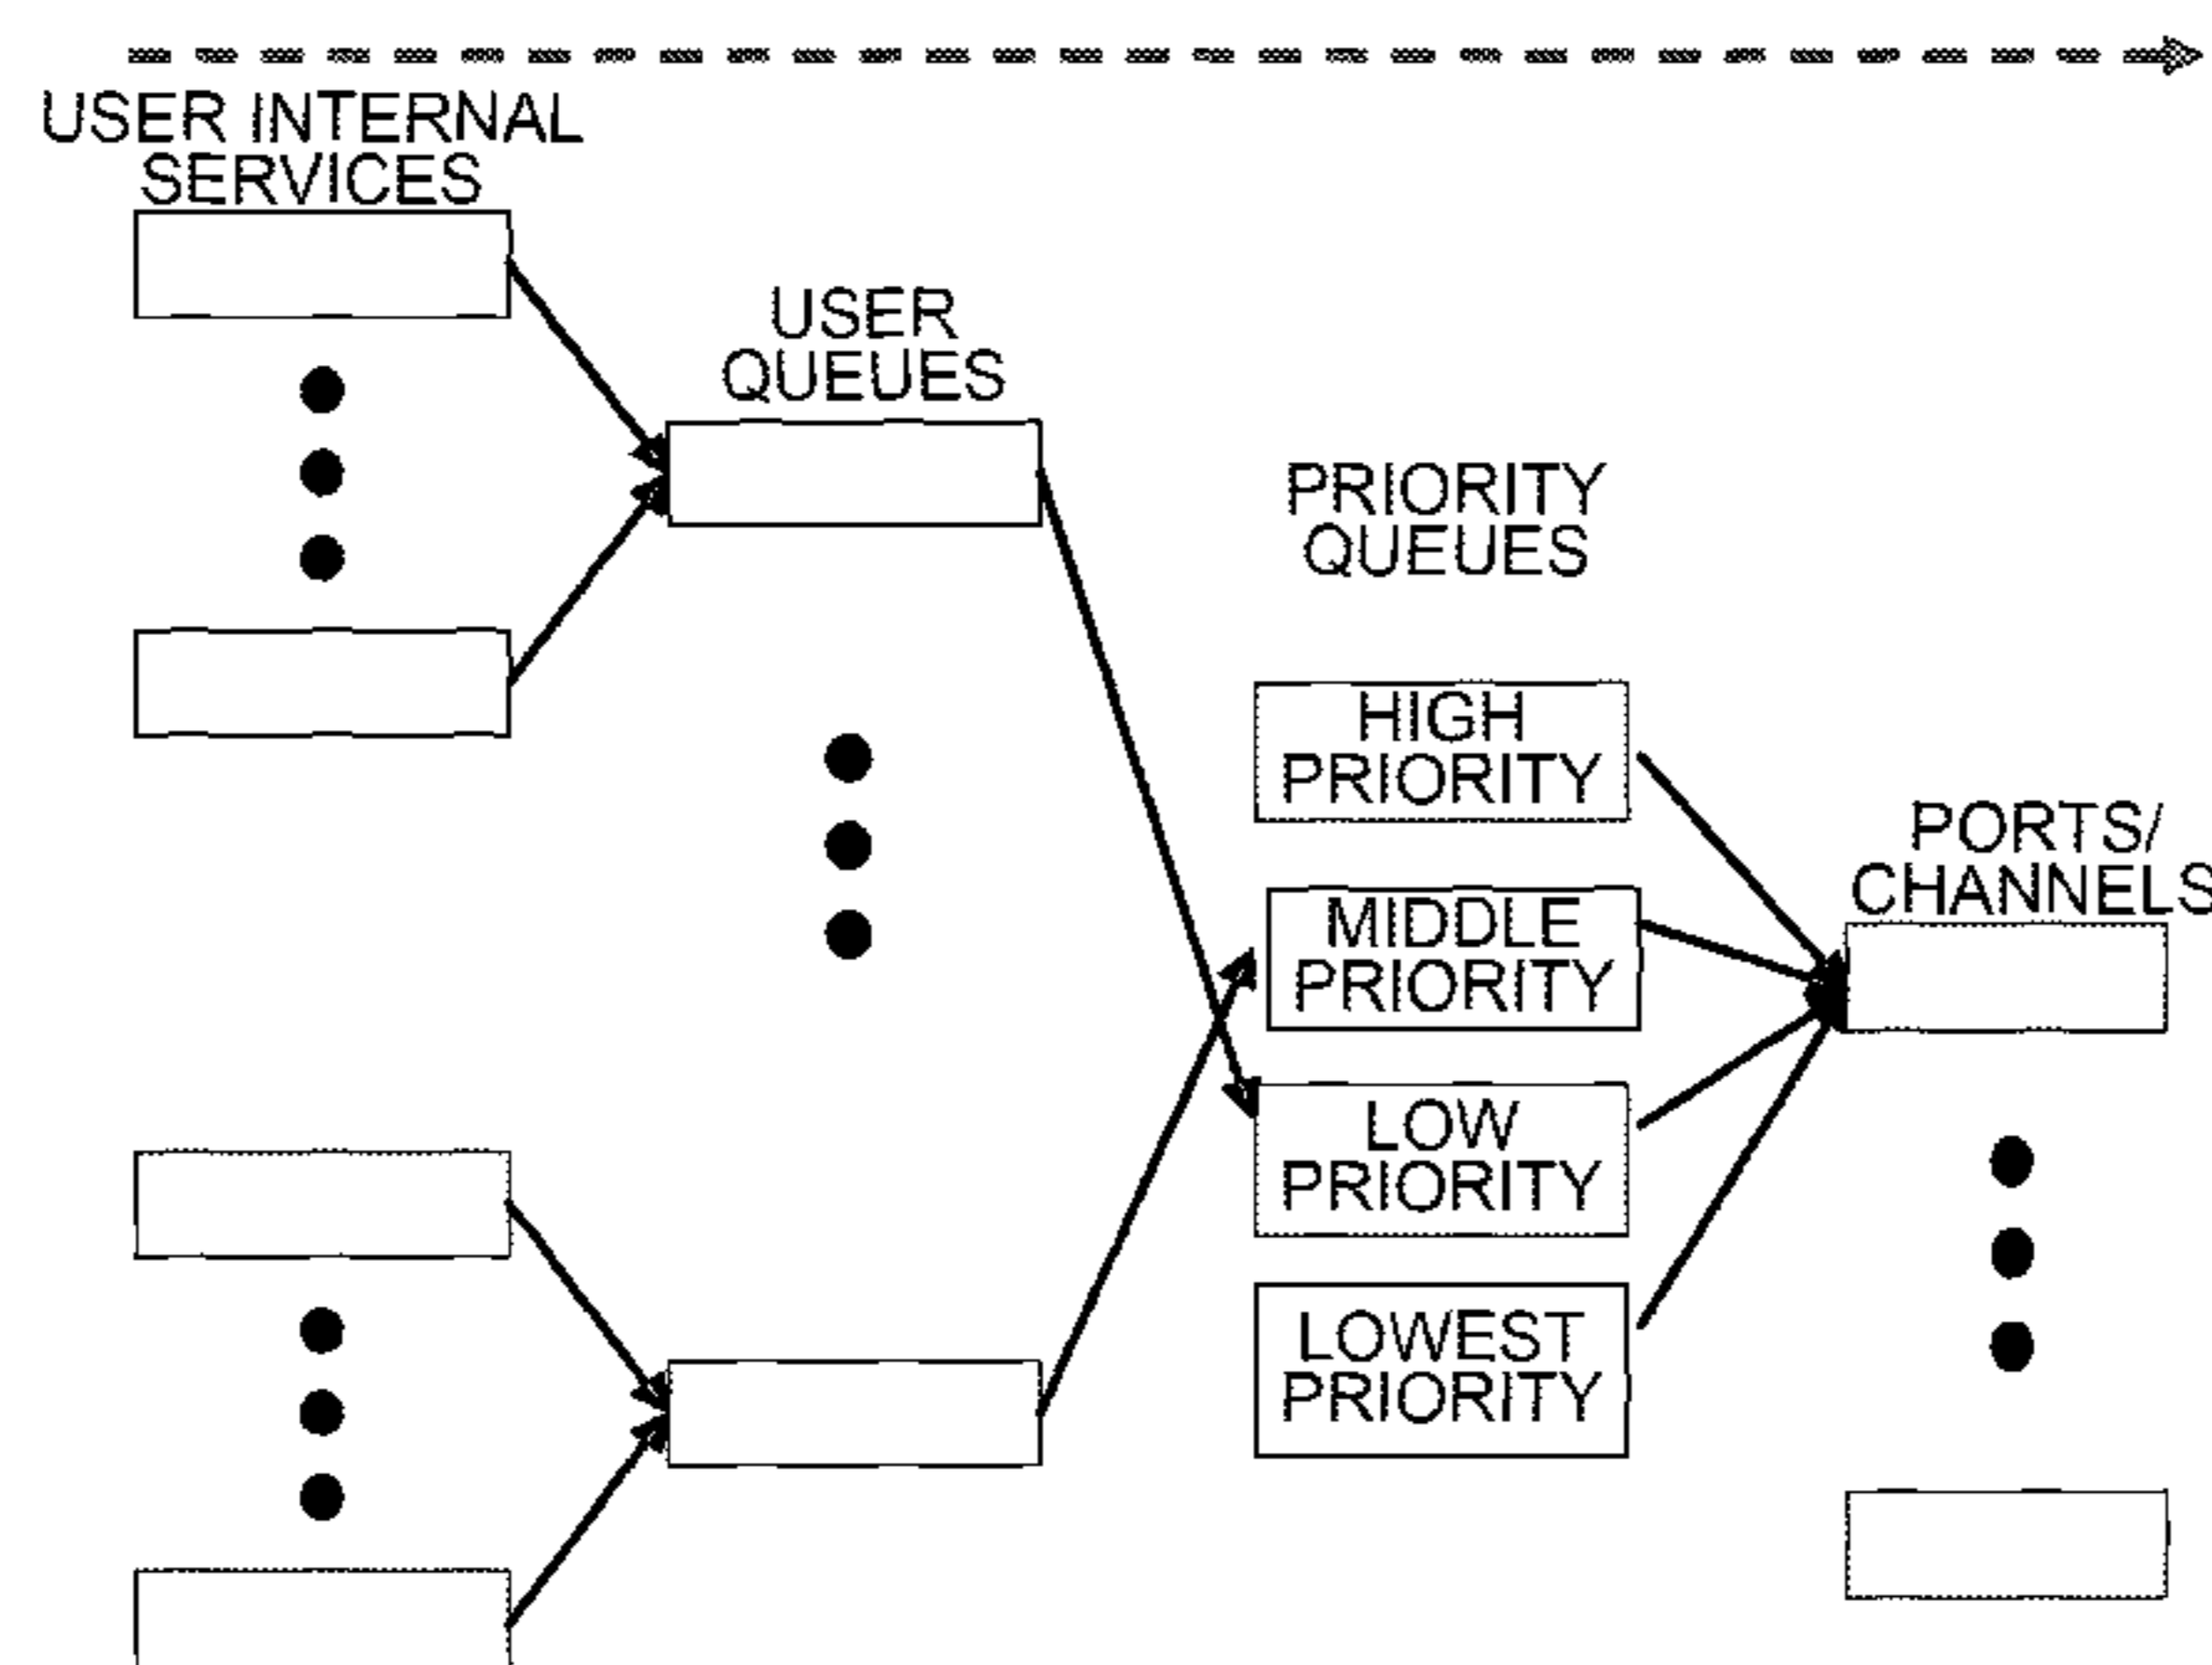 USER INTERNAL
SERVICES
USER
QUEUES
PRIORITY
QUEUES
HIGH
PRIORITY
MIDDLE
PRIORITY
LOW
PRIORITY
LOWEST
PRIORITY
PORTS/
CHANNELS